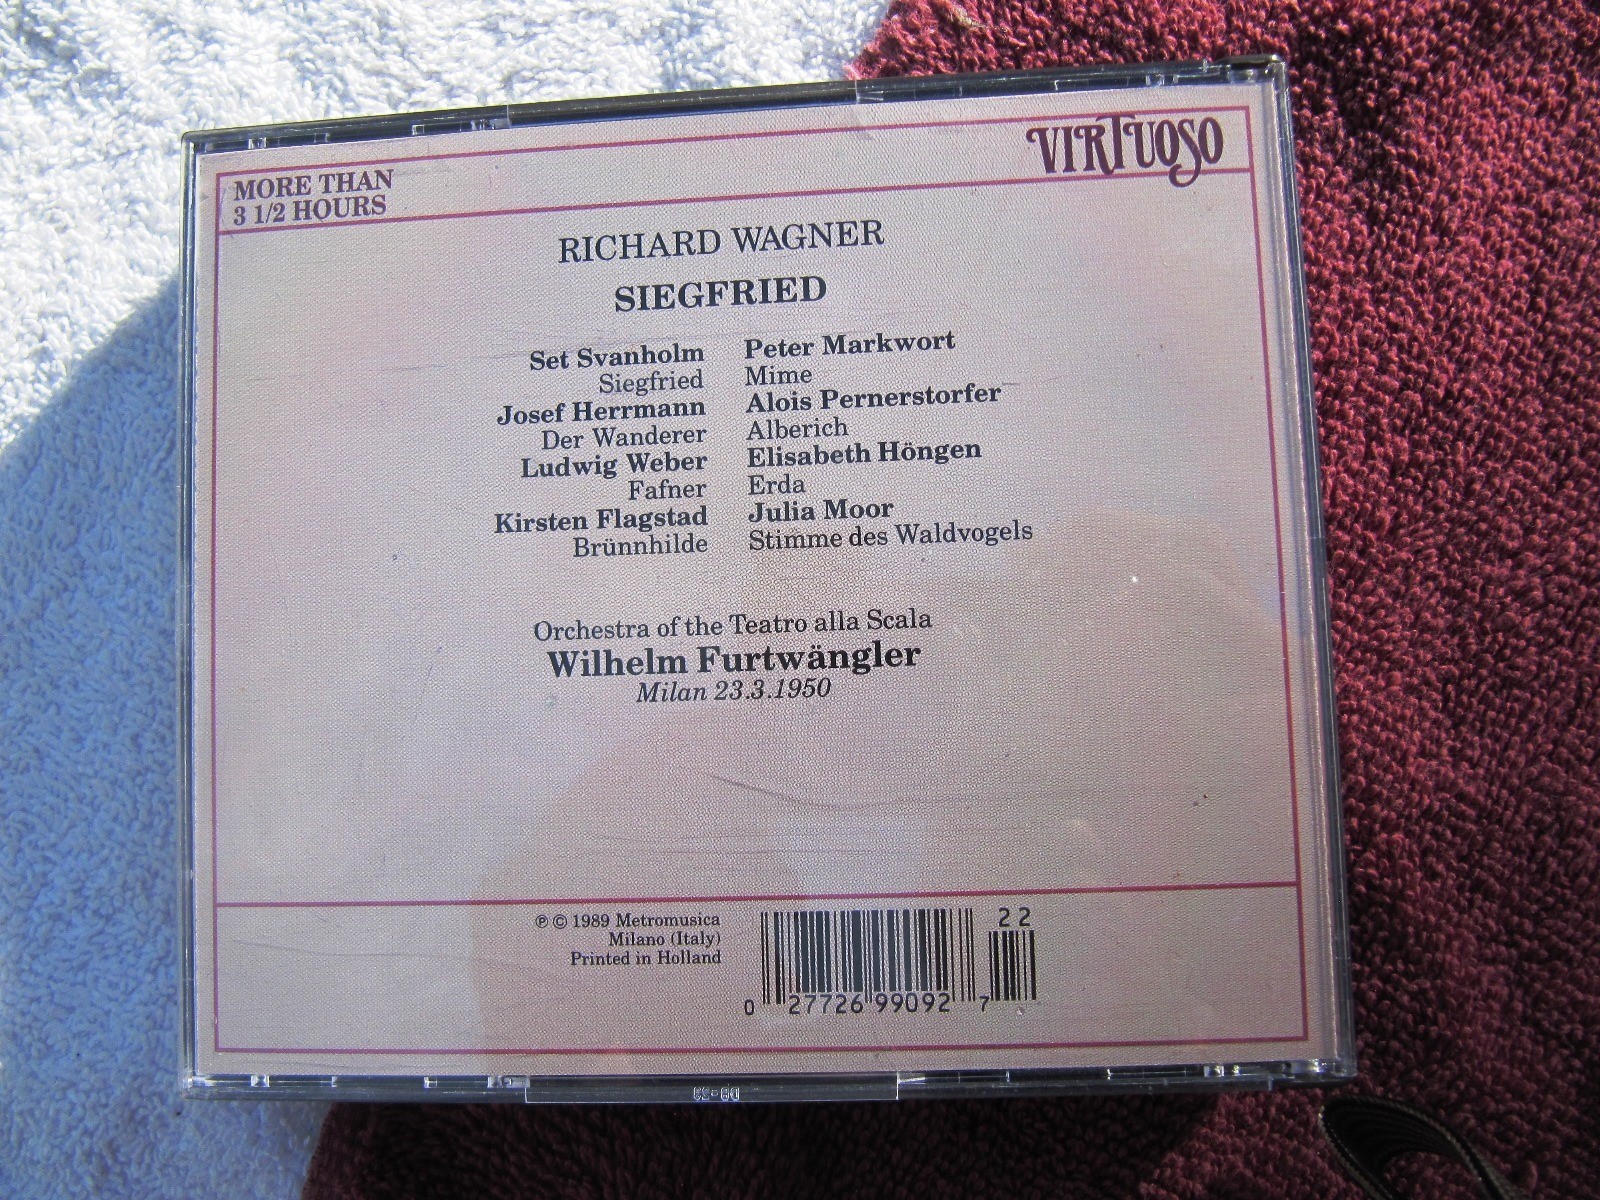 MORE THAN
3 1/2 HOURS
VIRTUOSO
RICHARD WAGNER
SIEGFRIED
Set Svanholm
Siegfried
Josef Herrmann
Der Wanderer
Ludwig Weber
Fafner
Kirsten Flagstad
Brünnhilde
Peter Markwort
Mime
Alois Pernerstorfer
Alberich
Elisabeth Höngen
Erda
Julia Moor
Stimme des Waldvogels
Orchestra of the Teatro alla Scala
Wilhelm Furtwängler
Milan 23.3.1950
℗ © 1989 Metromusica
Milano (Italy)
Printed in Holland
22
0 27726 99092 7